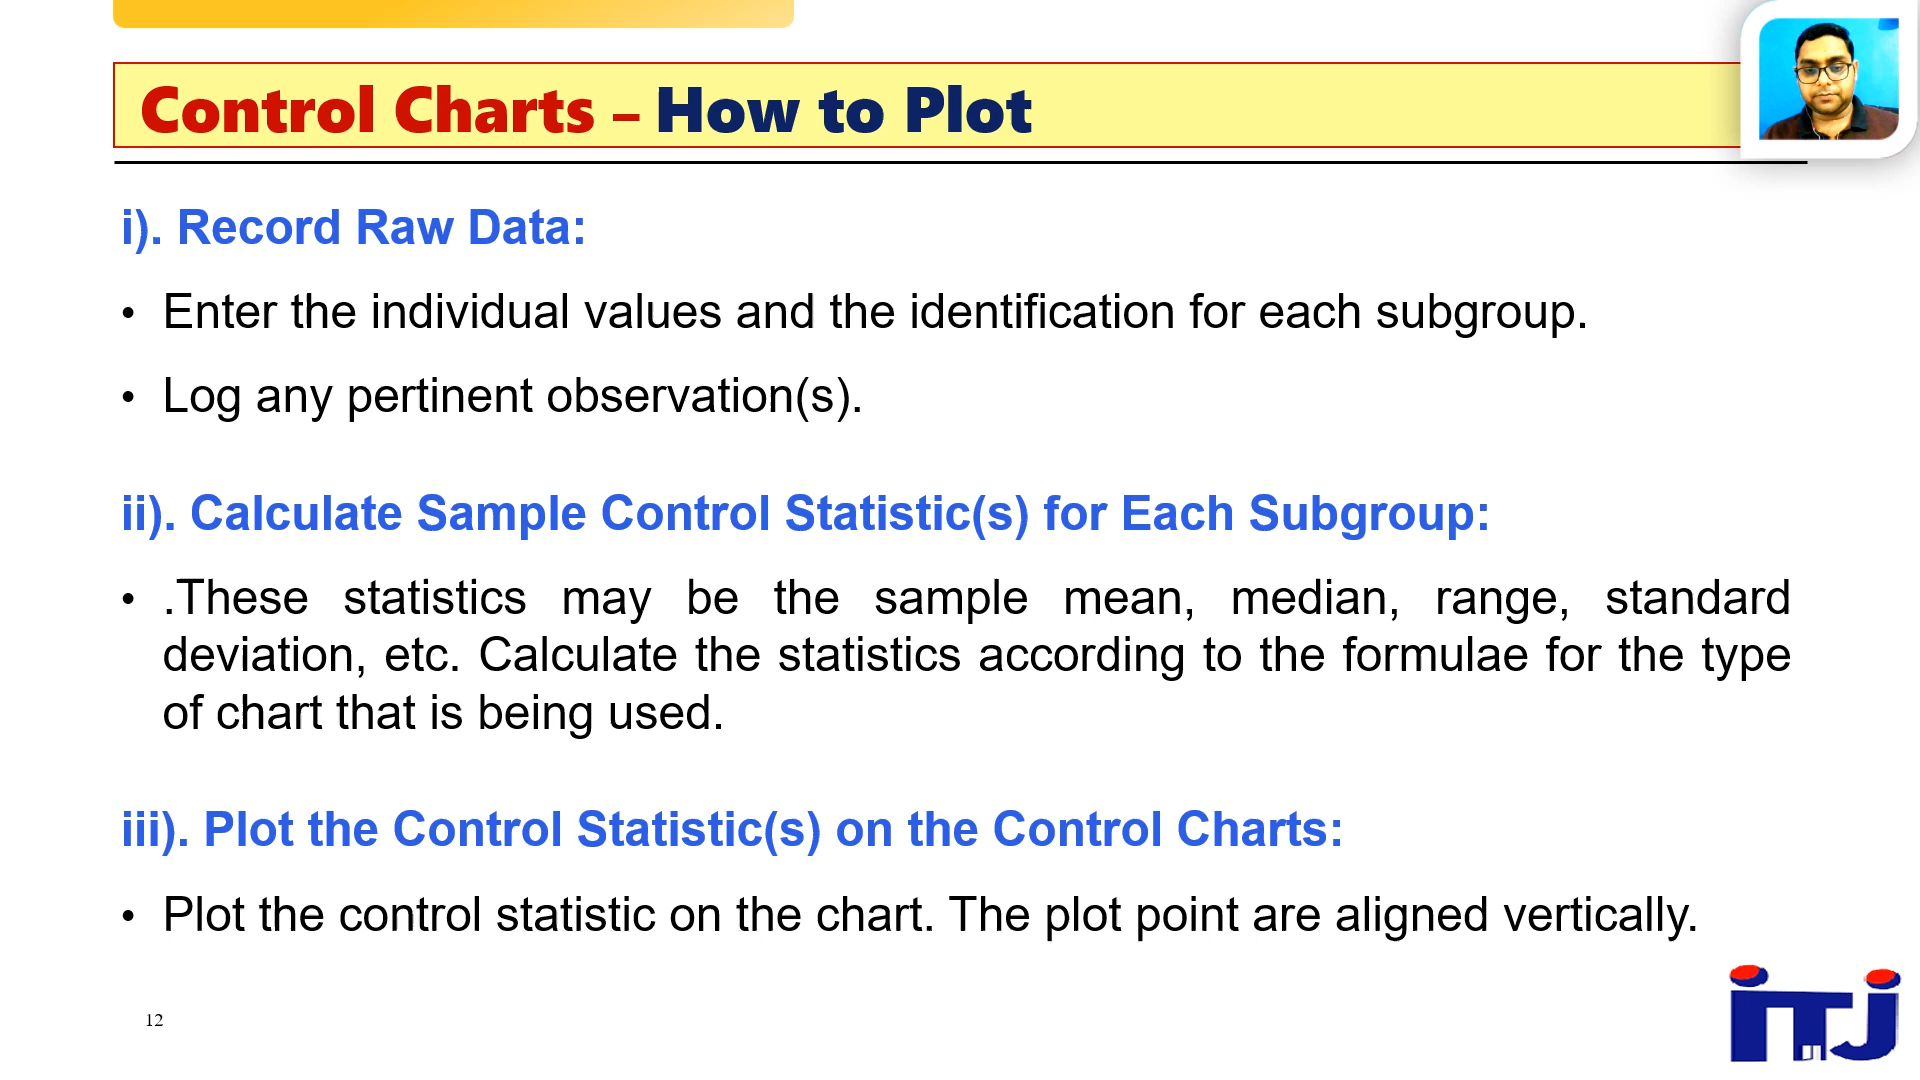 Control Charts – How to Plot
i). Record Raw Data:
• Enter the individual values and the identification for each subgroup.
• Log any pertinent observation(s).
ii). Calculate Sample Control Statistic(s) for Each Subgroup:
• .These statistics may be the sample mean, median, range, standard
deviation, etc. Calculate the statistics according to the formulae for the type
of chart that is being used.
iii). Plot the Control Statistic(s) on the Control Charts:
• Plot the control statistic on the chart. The plot point are aligned vertically.
12
iTJ